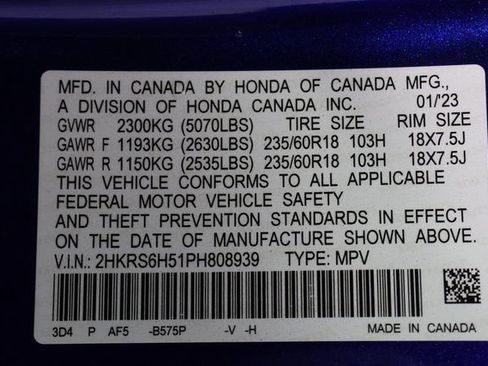 MFD. IN CANADA BY HONDA OF CANADA MFG.,
A DIVISION OF HONDA CANADA INC. 01/'23
GVWR 2300KG (5070LBS) TIRE SIZE RIM SIZE
GAWR F 1193KG (2630LBS) 235/60R18 103H 18X7.5J
GAWR R 1150KG (2535LBS) 235/60R18 103H 18X7.5J
THIS VEHICLE CONFORMS TO ALL APPLICABLE
FEDERAL MOTOR VEHICLE SAFETY
AND THEFT PREVENTION STANDARDS IN EFFECT
ON THE DATE OF MANUFACTURE SHOWN ABOVE.
V.I.N.: 2HKRS6H51PH808939 TYPE: MPV
3D4 P AF5 -B575P -V -H MADE IN CANADA